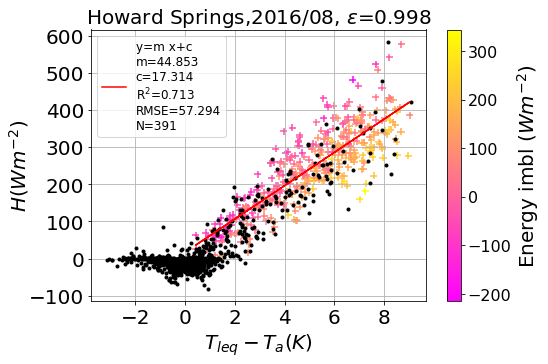 Howard Springs,2016/08, ε=0.998
y=m x+c
m=44.853
c=17.314
R²=0.713
RMSE=57.294
N=391
600
500
400
300
200
100
0
−100
H(Wm⁻²)
−2 0 2 4 6 8
T_leq − T_a(K)
300
200
100
0
−100
−200
Energy imbl (Wm⁻²)